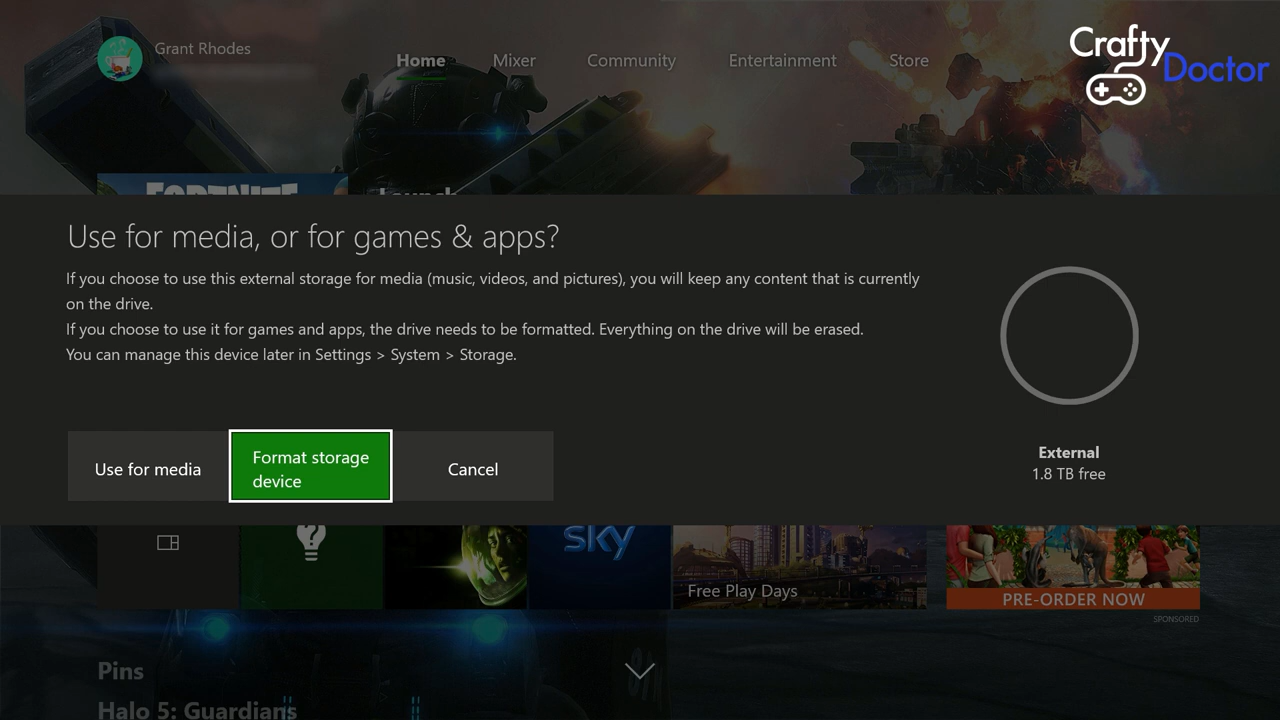 Grant Rhodes
Home
Mixer
Community
Entertainment
Store
Crafty
Doctor
FORTNITE
Launch
Use for media, or for games & apps?
If you choose to use this external storage for media (music, videos, and pictures), you will keep any content that is currently
on the drive.
If you choose to use it for games and apps, the drive needs to be formatted. Everything on the drive will be erased.
You can manage this device later in Settings > System > Storage.
Use for media
Format storage
device
Cancel
External
1.8 TB free
sky
Free Play Days
PRE-ORDER NOW
SPONSORED
Pins
Halo 5: Guardians